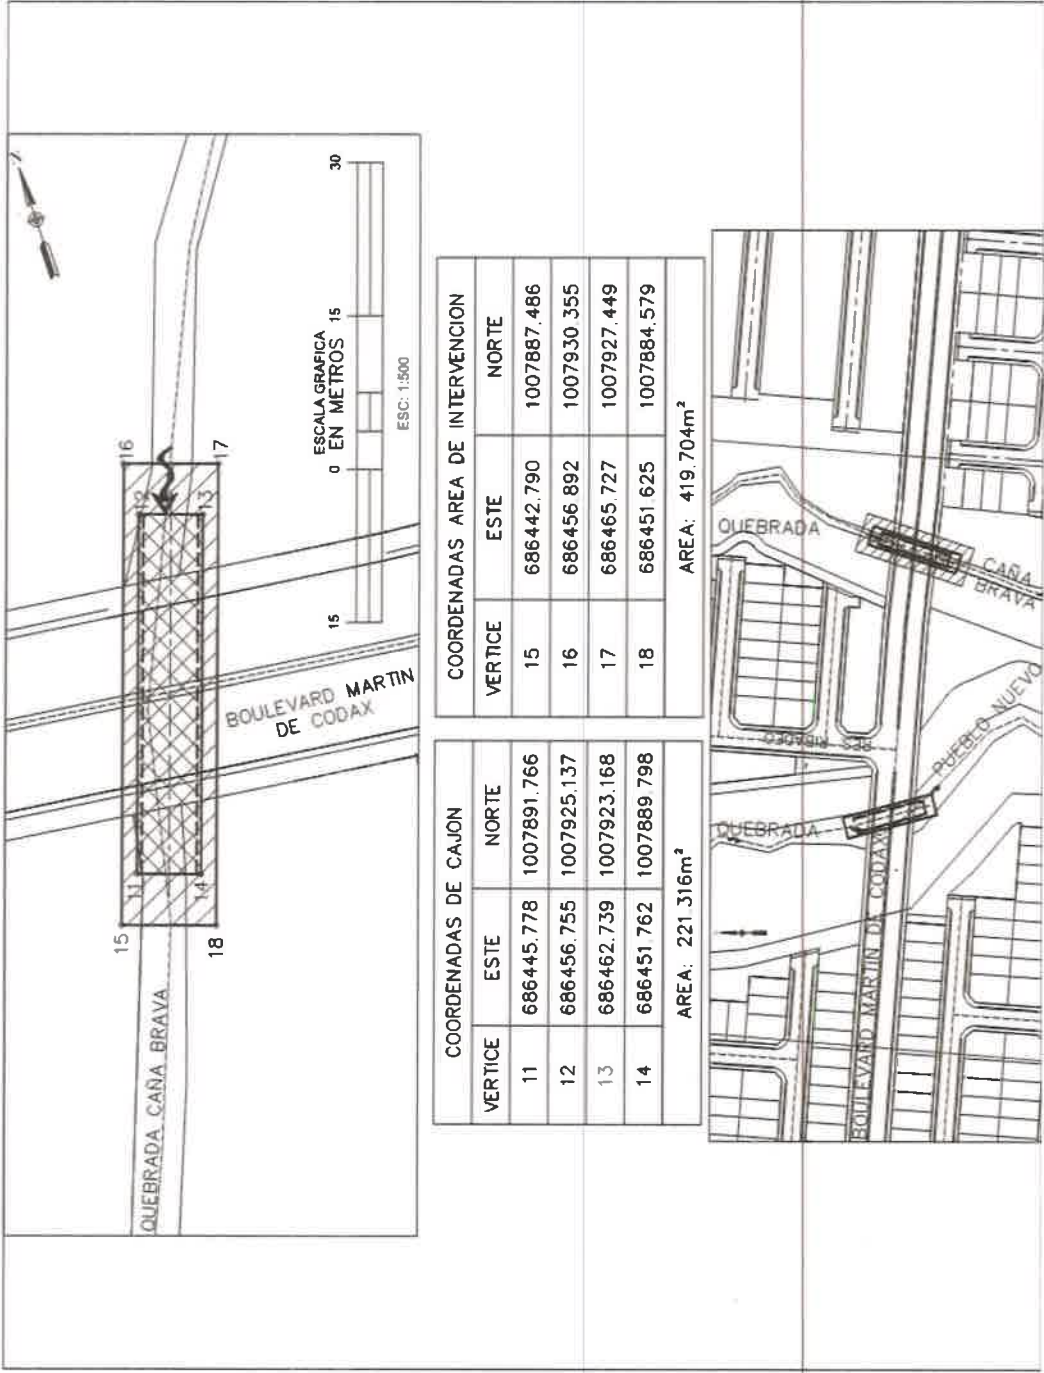 QUEBRADA CAÑA BRAVA
15
16
11
12
14
13
18
17
BOULEVARD MARTIN
DE CODAX
ESCALA GRAFICA
EN METROS
15 0 15 30
ESC: 1:500
COORDENADAS DE CAJON
VERTICE ESTE NORTE
11 686445.778 1007891.766
12 686456.755 1007925.137
13 686462.739 1007923.168
14 686451.762 1007889.798
AREA: 221.316m²
COORDENADAS AREA DE INTERVENCION
VERTICE ESTE NORTE
15 686442.790 1007887.486
16 686456.892 1007930.355
17 686465.727 1007927.449
18 686451.625 1007884.579
AREA: 419.704m²
QUEBRADA
PUEBLO NUEVO
RES. RIBADEO
QUEBRADA
CAÑA
BRAVA
BOULEVARD MARTIN DE CODAX